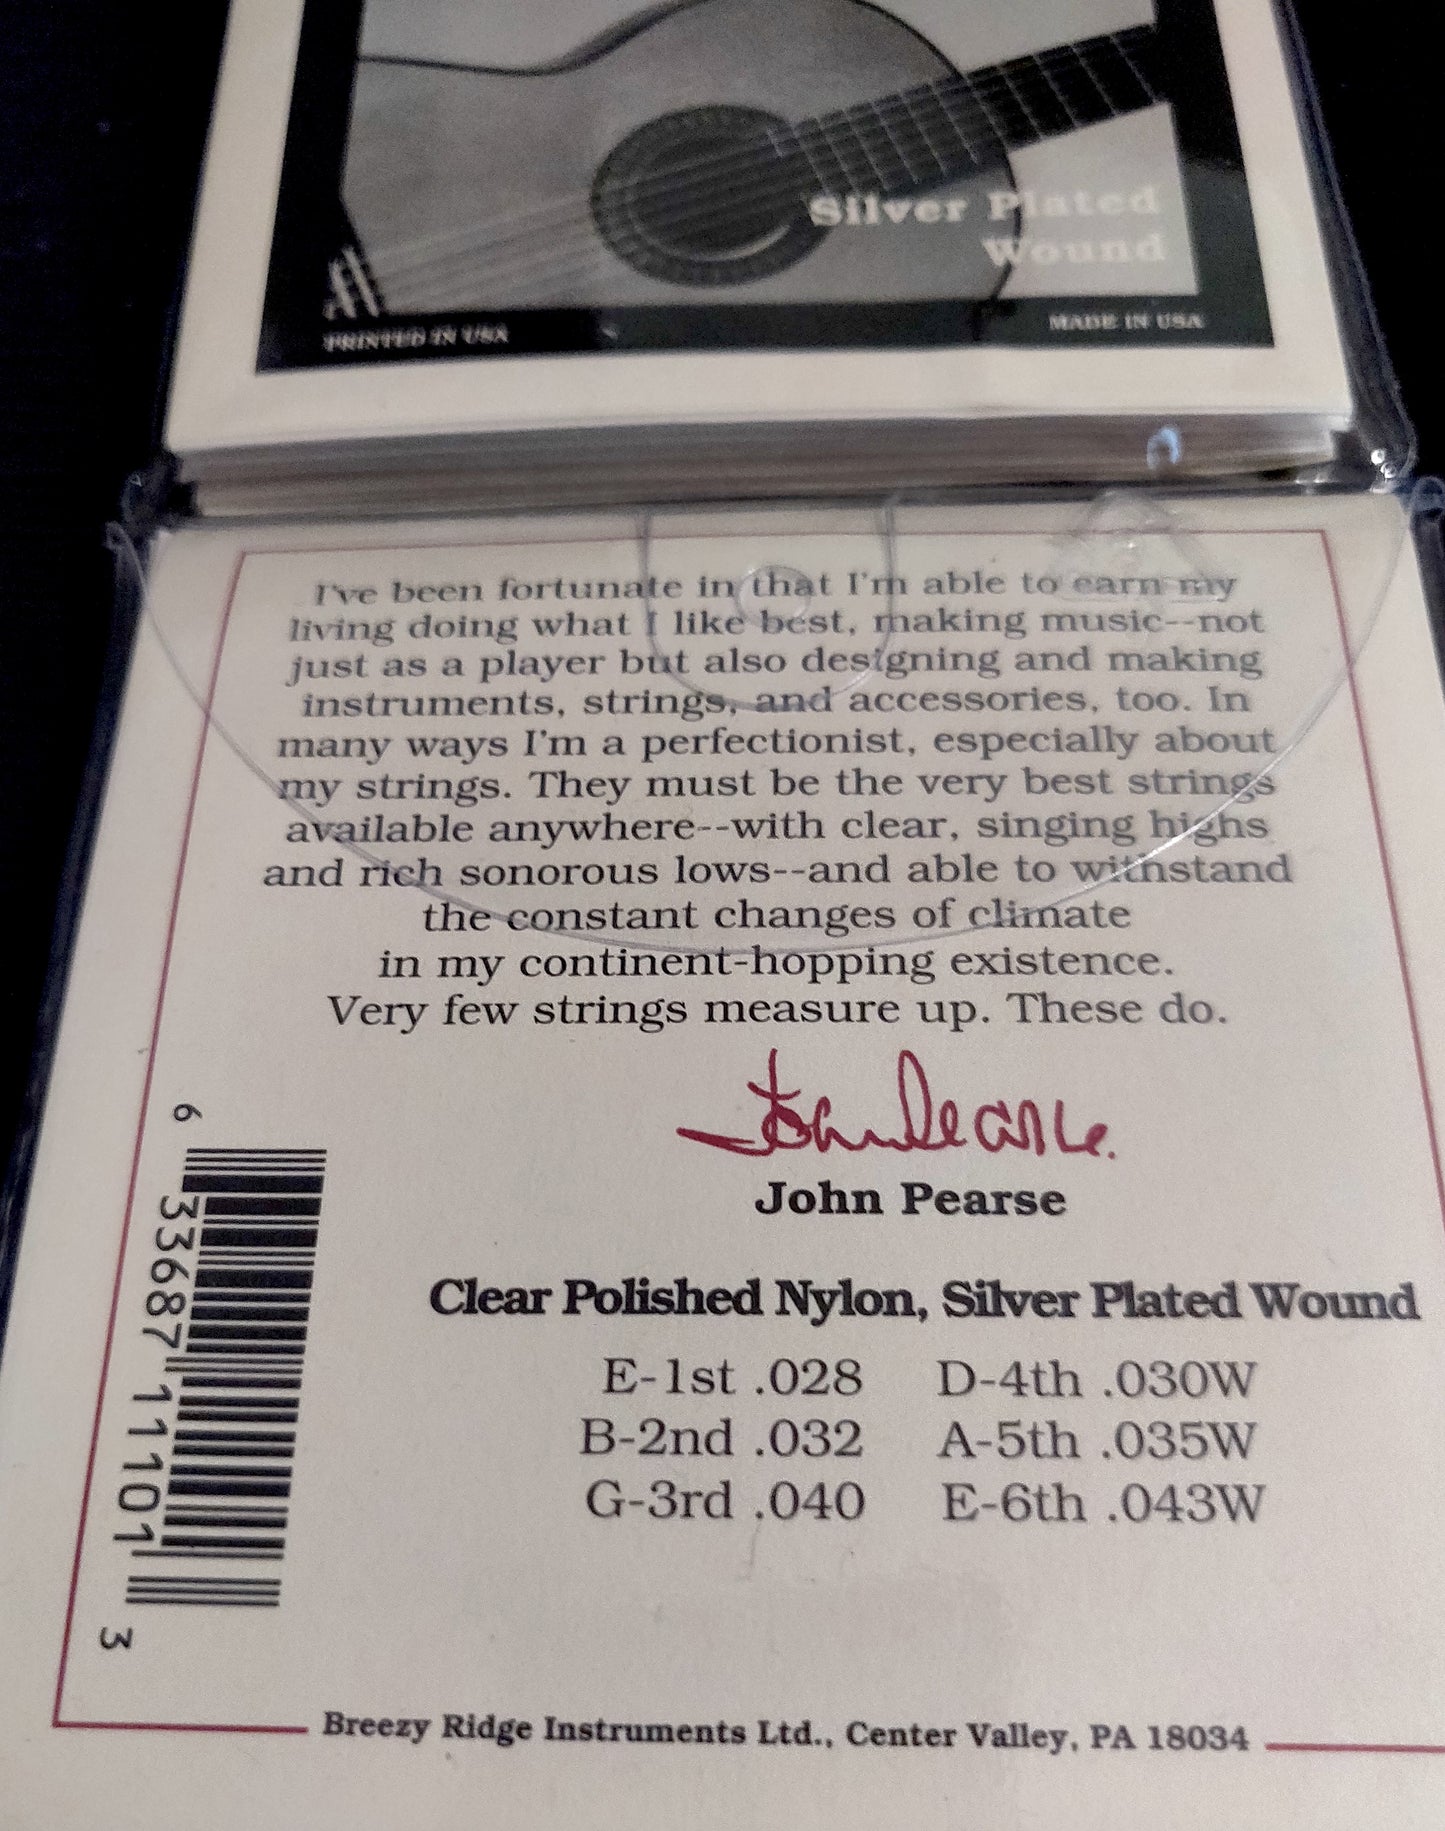 Silver Plated
Wound
PRINTED IN USA
MADE IN USA
I've been fortunate in that I'm able to earn my
living doing what I like best, making music--not
just as a player but also designing and making
instruments, strings, and accessories, too. In
many ways I'm a perfectionist, especially about
my strings. They must be the very best strings
available anywhere--with clear, singing highs
and rich sonorous lows--and able to withstand
the constant changes of climate
in my continent-hopping existence.
Very few strings measure up. These do.
John Pearse.
John Pearse
Clear Polished Nylon, Silver Plated Wound
E-1st .028 D-4th .030W
B-2nd .032 A-5th .035W
G-3rd .040 E-6th .043W
6 33687 11101 3
Breezy Ridge Instruments Ltd., Center Valley, PA 18034